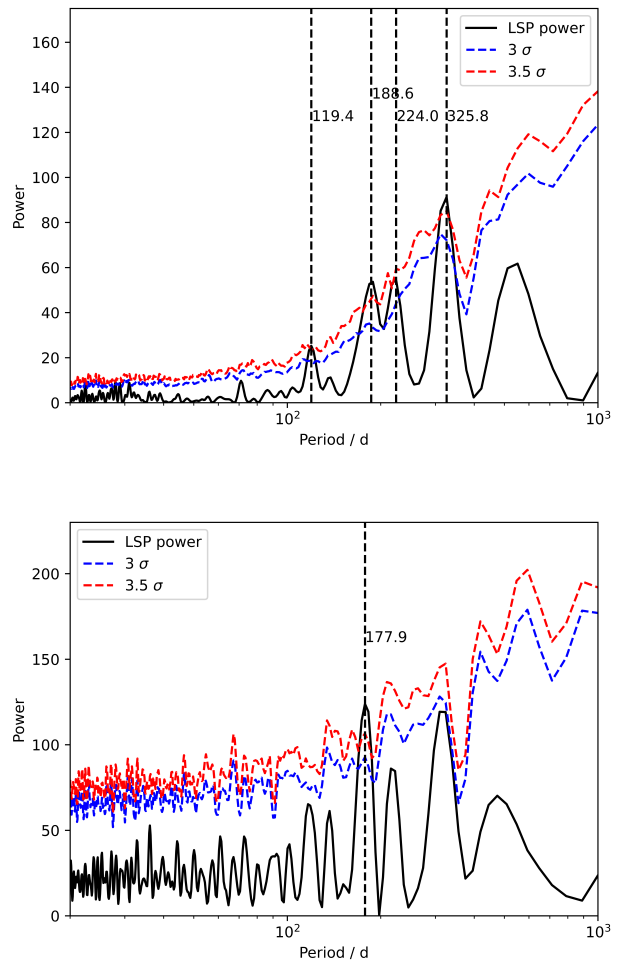 160
140
120
100
80
60
40
20
0
Power
LSP power
3 σ
3.5 σ
119.4
188.6
224.0
325.8
10²
10³
Period / d
200
150
100
50
0
Power
LSP power
3 σ
3.5 σ
177.9
10²
10³
Period / d